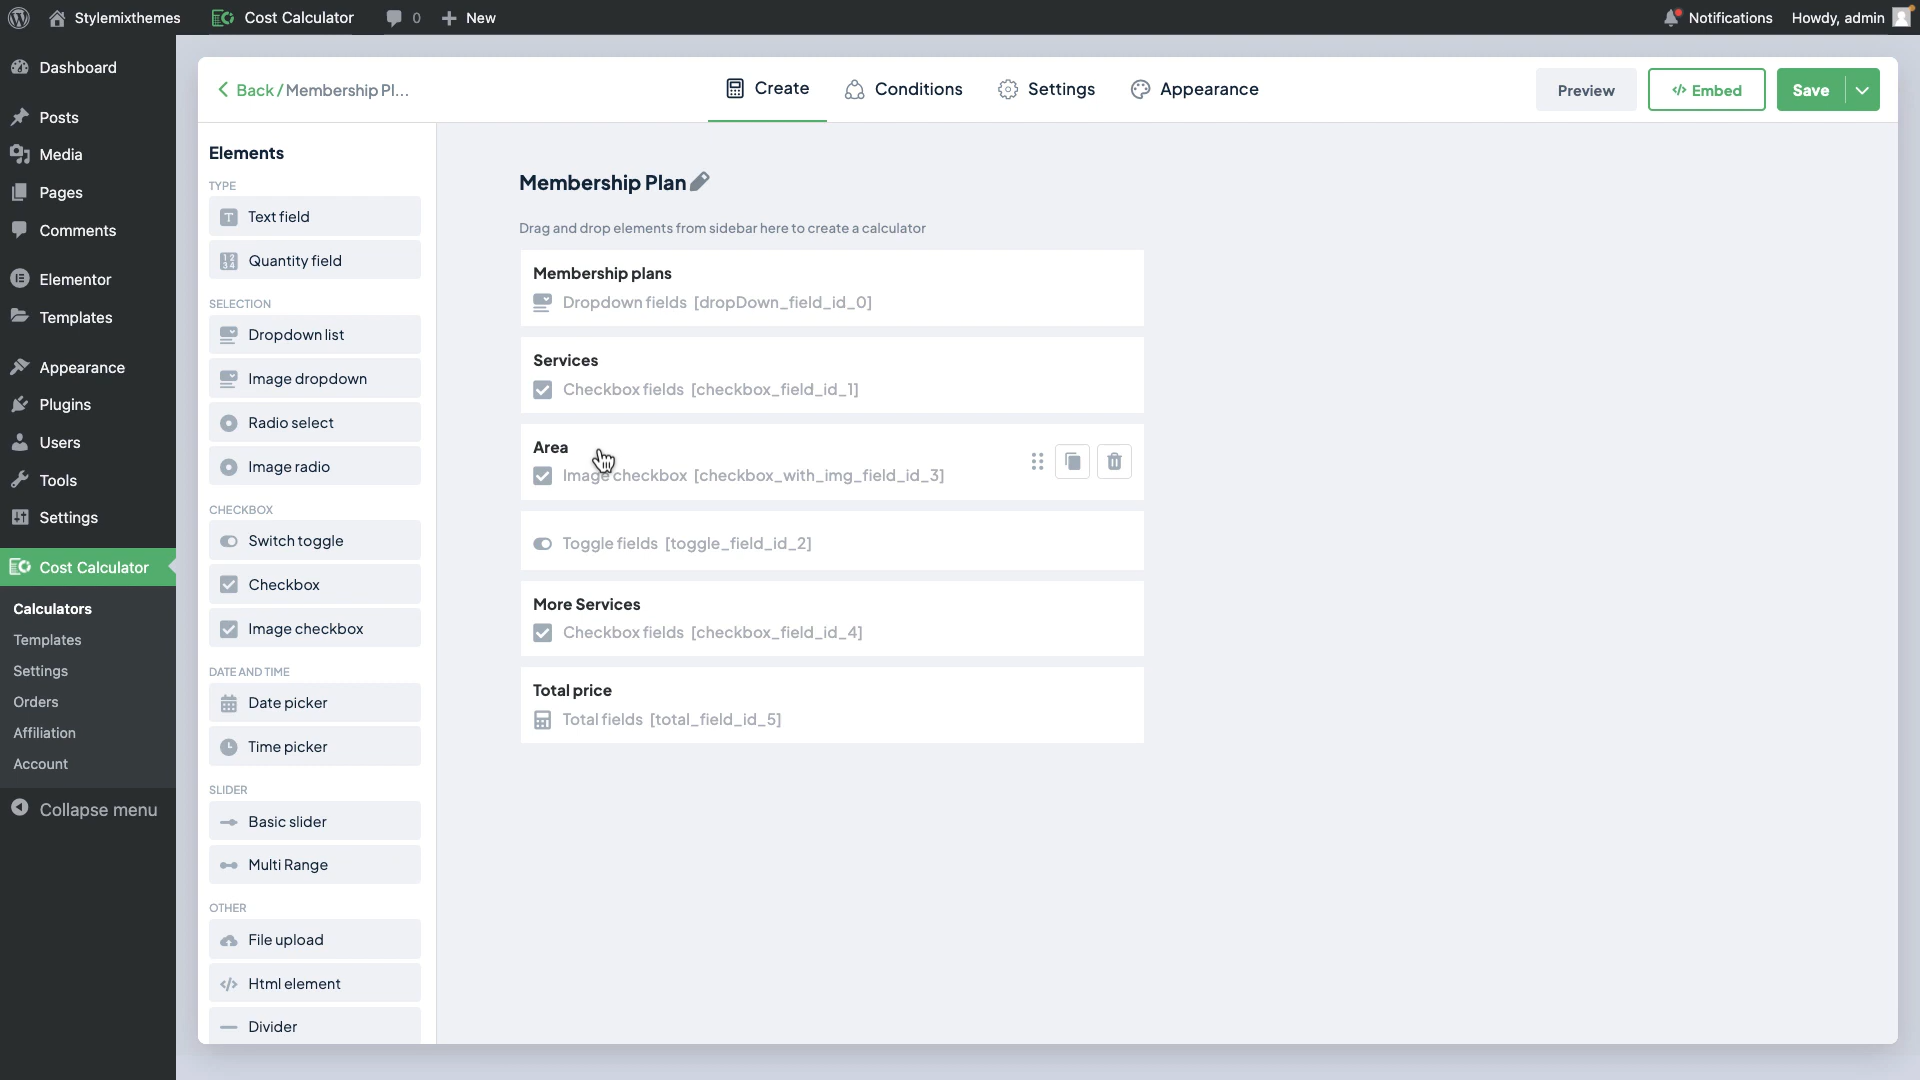 Stylemixthemes
Cost Calculator
0
New
Notifications
Howdy, admin
Dashboard
Posts
Media
Pages
Comments
Elementor
Templates
Appearance
Plugins
Users
Tools
Settings
Cost Calculator
Calculators
Templates
Settings
Orders
Affiliation
Account
Collapse menu
Back / Membership Pl...
Create
Conditions
Settings
Appearance
Preview
Embed
Save
Elements
TYPE
Text field
Quantity field
SELECTION
Dropdown list
Image dropdown
Radio select
Image radio
CHECKBOX
Switch toggle
Checkbox
Image checkbox
DATE AND TIME
Date picker
Time picker
SLIDER
Basic slider
Multi Range
OTHER
File upload
Html element
Divider
Membership Plan
Drag and drop elements from sidebar here to create a calculator
Membership plans
Dropdown fields [dropDown_field_id_0]
Services
Checkbox fields [checkbox_field_id_1]
Area
Image checkbox [checkbox_with_img_field_id_3]
Toggle fields [toggle_field_id_2]
More Services
Checkbox fields [checkbox_field_id_4]
Total price
Total fields [total_field_id_5]